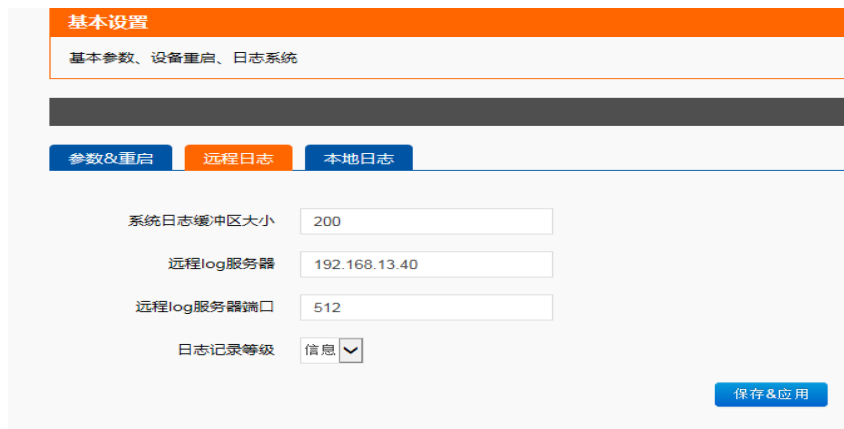 基本设置
基本参数、设备重启、日志系统
参数&重启 远程日志 本地日志
系统日志缓冲区大小 200
远程log服务器 192.168.13.40
远程log服务器端口 512
日志记录等级 信息
保存&应用